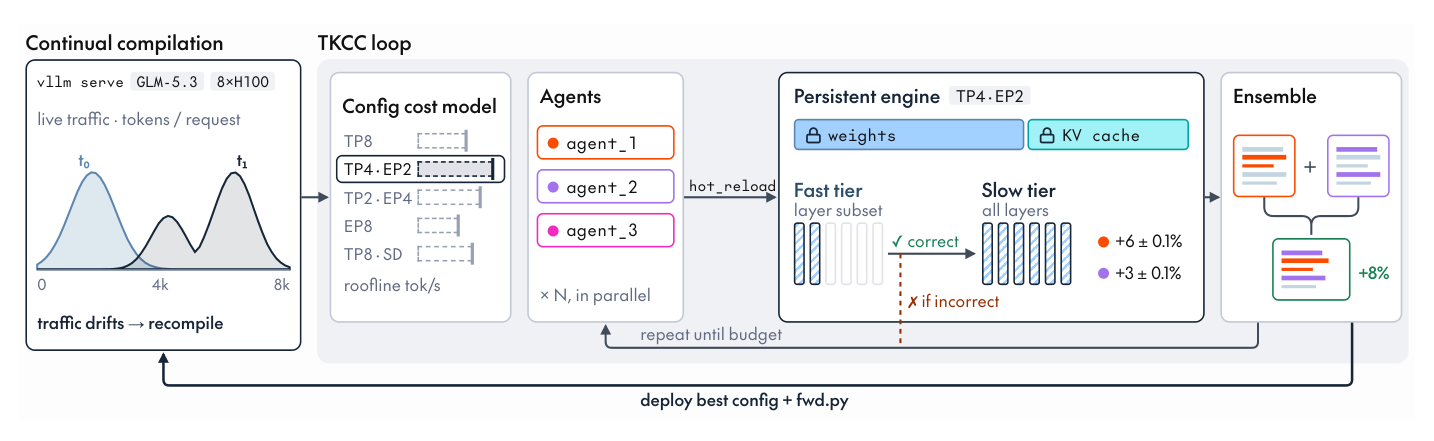 Continual compilation
vllm serve GLM-5.3 8×H100
live traffic · tokens / request
t₀
t₁
0 4k 8k
traffic drifts → recompile
TKCC loop
Config cost model
TP8
TP4·EP2
TP2·EP4
EP8
TP8·SD
roofline tok/s
Agents
agent_1
agent_2
agent_3
× N, in parallel
hot_reload
Persistent engine TP4·EP2
weights
KV cache
Fast tier
layer subset
✓ correct
✗ if incorrect
Slow tier
all layers
+6 ± 0.1%
+3 ± 0.1%
Ensemble
+
+8%
repeat until budget
deploy best config + fwd.py